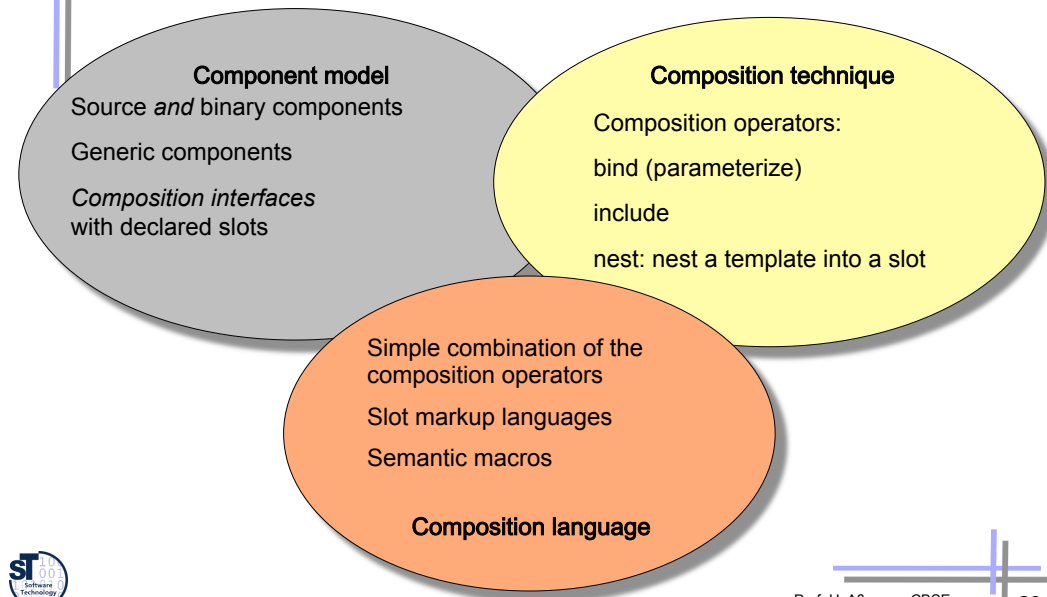 Component model
Source and binary components
Generic components
Composition interfaces
with declared slots
Composition technique
Composition operators:
bind (parameterize)
include
nest: nest a template into a slot
Simple combination of the
composition operators
Slot markup languages
Semantic macros
Composition language
ST
Software
Technology